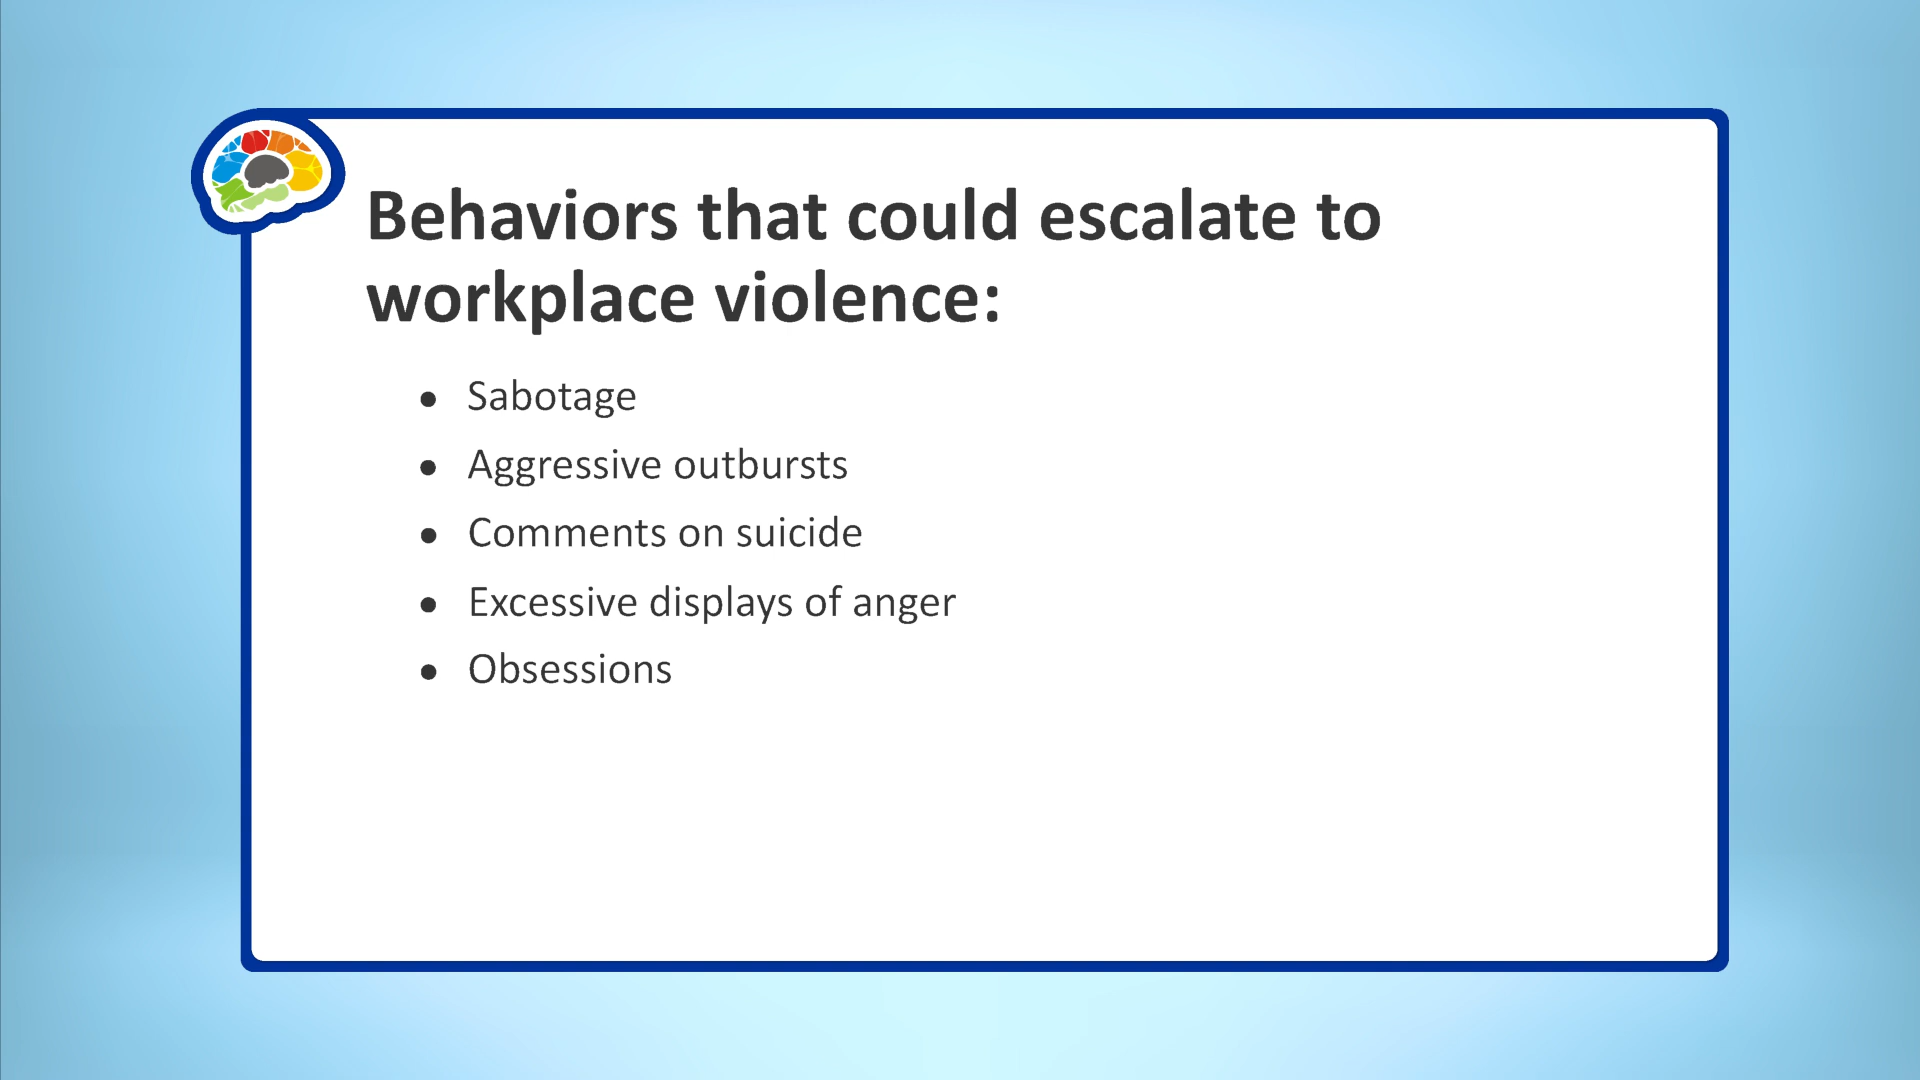 Behaviors that could escalate to
workplace violence:
• Sabotage
• Aggressive outbursts
• Comments on suicide
• Excessive displays of anger
• Obsessions